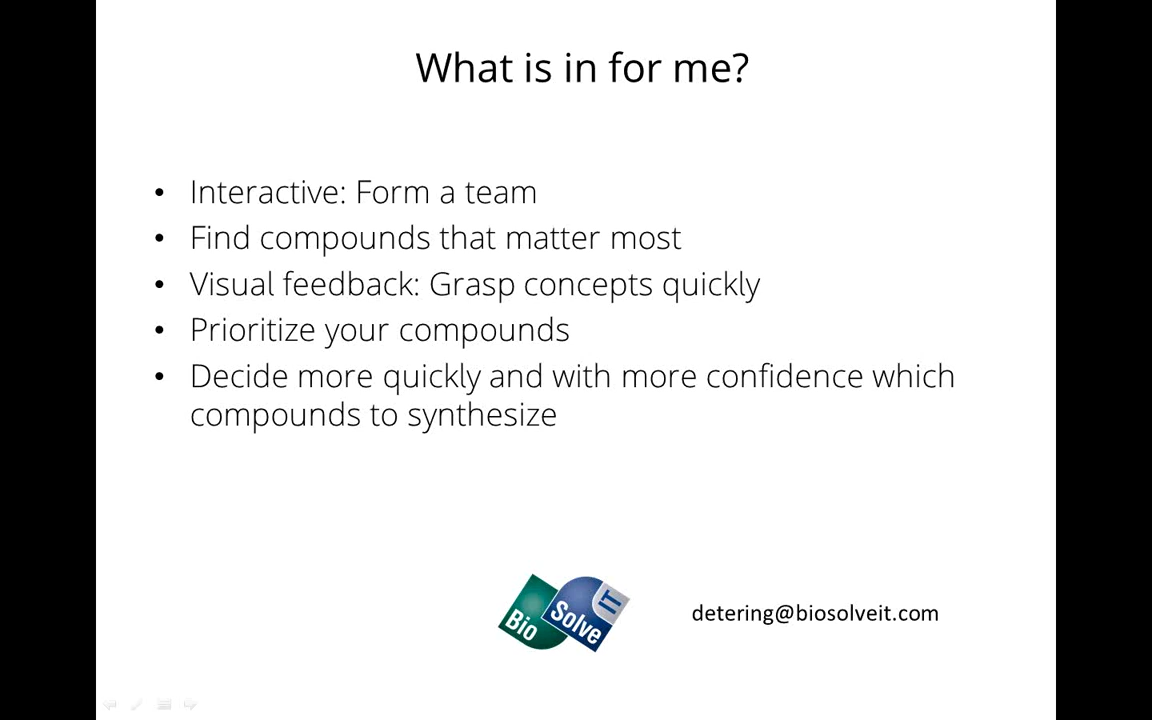 What is in for me?
• Interactive: Form a team
• Find compounds that matter most
• Visual feedback: Grasp concepts quickly
• Prioritize your compounds
• Decide more quickly and with more confidence which
compounds to synthesize
Bio Solve IT
detering@biosolveit.com